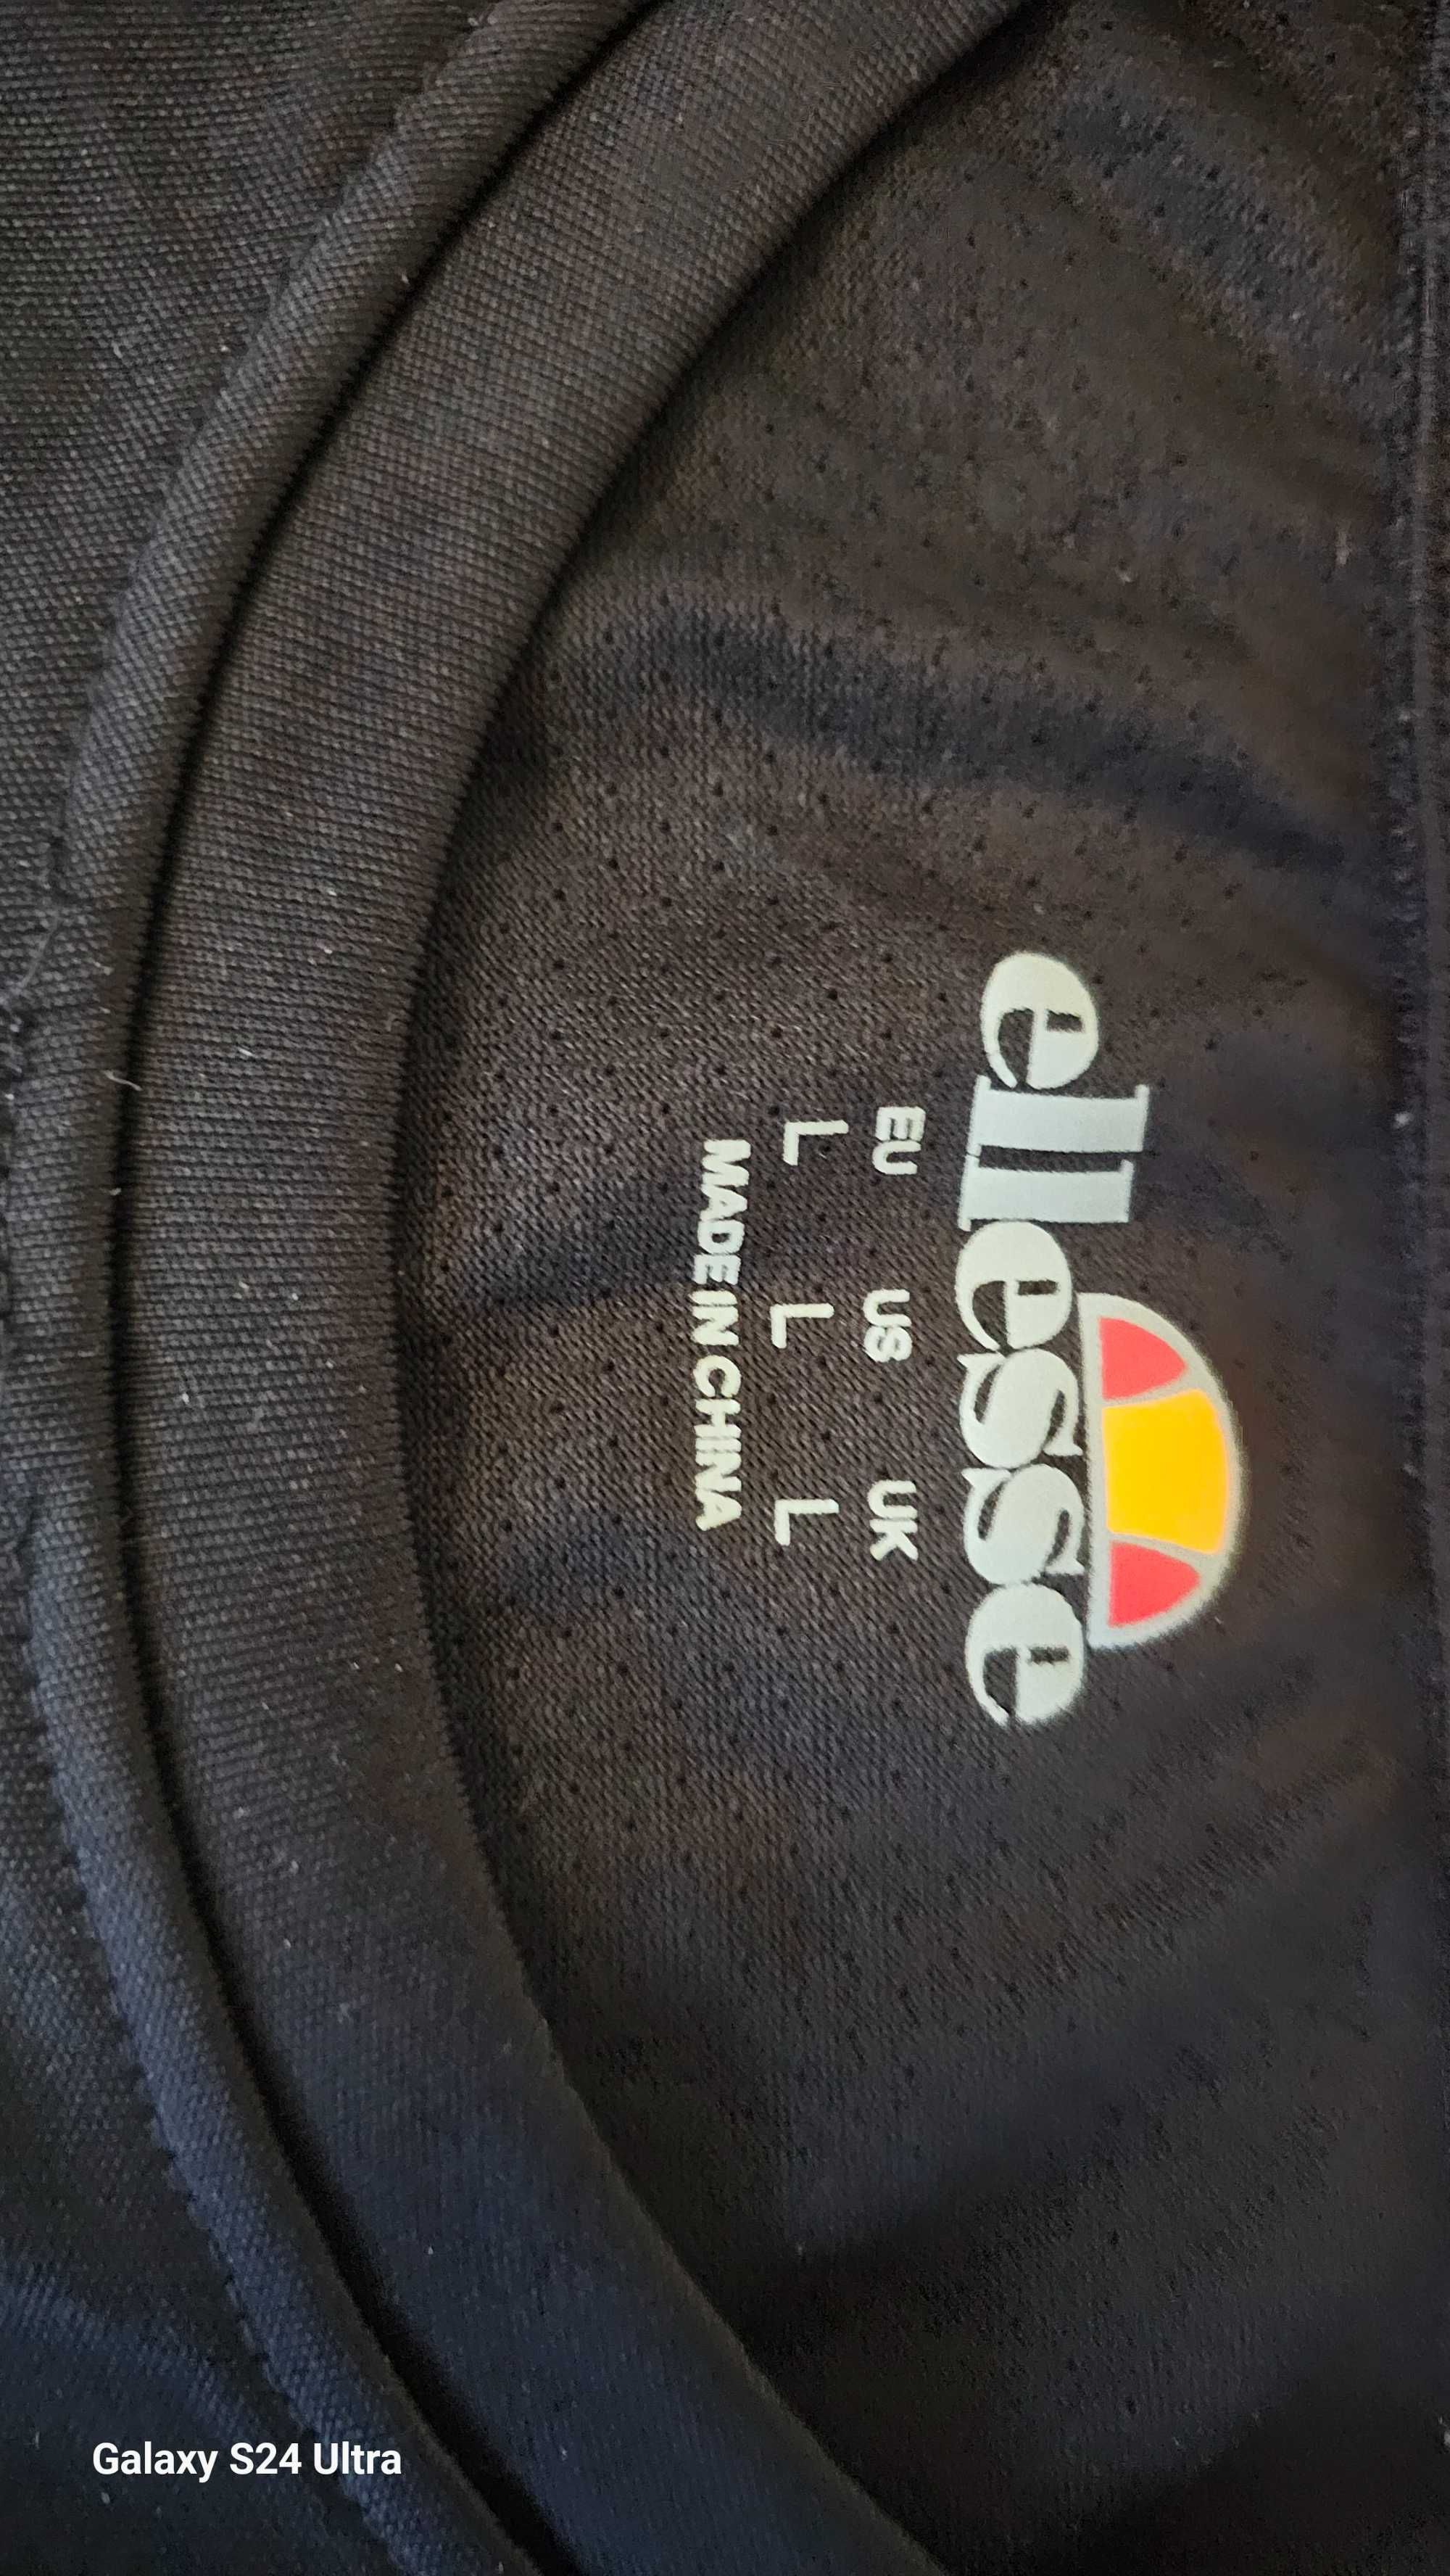 ellesse
EU US UK
L L L
MADE IN CHINA
Galaxy S24 Ultra